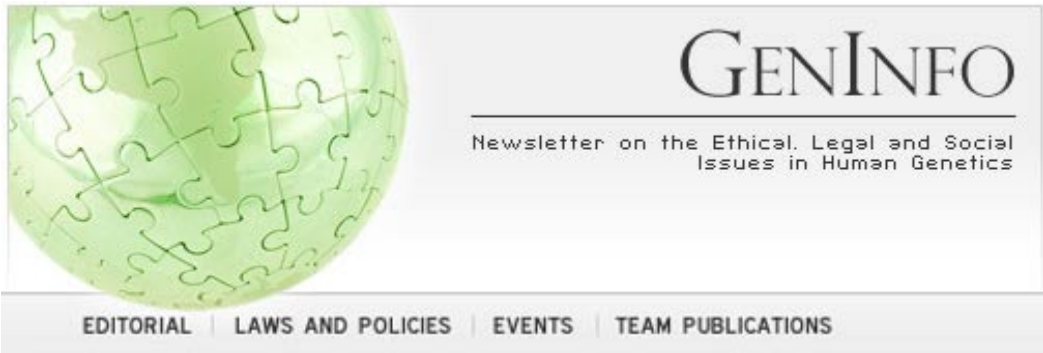 GENINFO
Newsletter on the Ethical. Legal and Social
Issues in Human Genetics
EDITORIAL | LAWS AND POLICIES | EVENTS | TEAM PUBLICATIONS